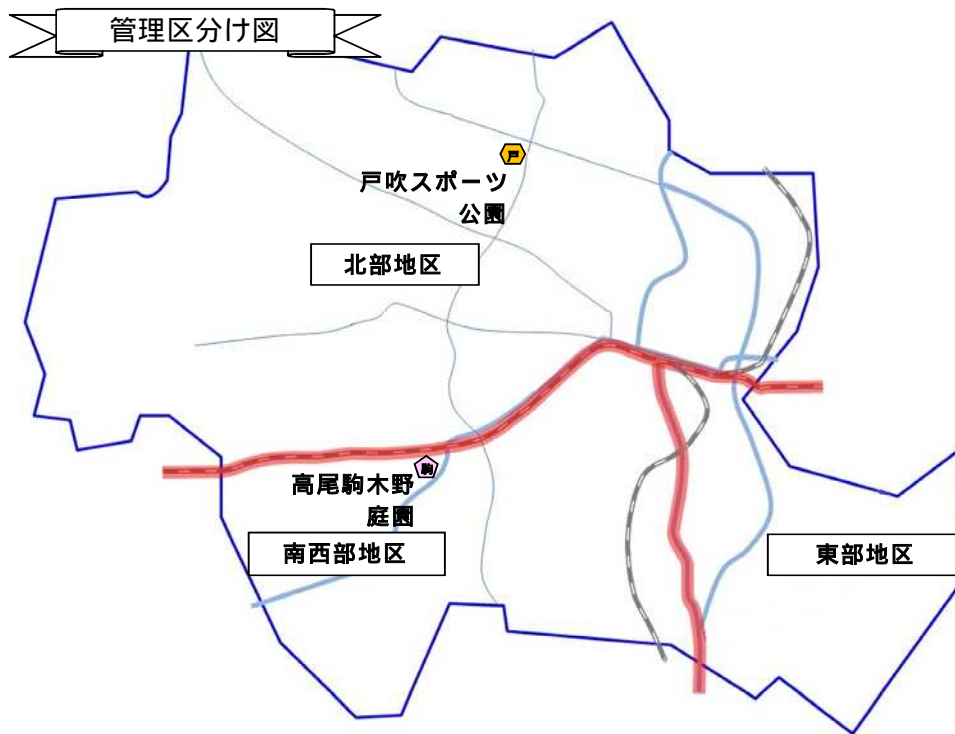 管理区分け図
戸
戸吹スポーツ
公園
北部地区
駒
高尾駒木野
庭園
南西部地区
東部地区